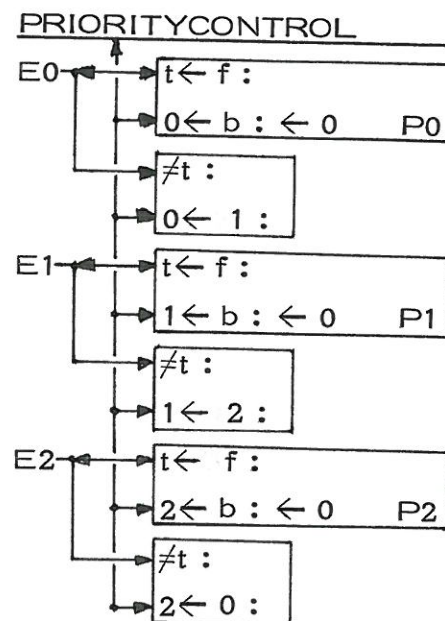 PRIORITYCONTROL
E0 t← f:
0← b : ← 0 P0
≠t :
0← 1 :
E1 t← f:
1← b : ← 0 P1
≠t :
1← 2 :
E2 t← f:
2← b : ← 0 P2
≠t :
2← 0 :